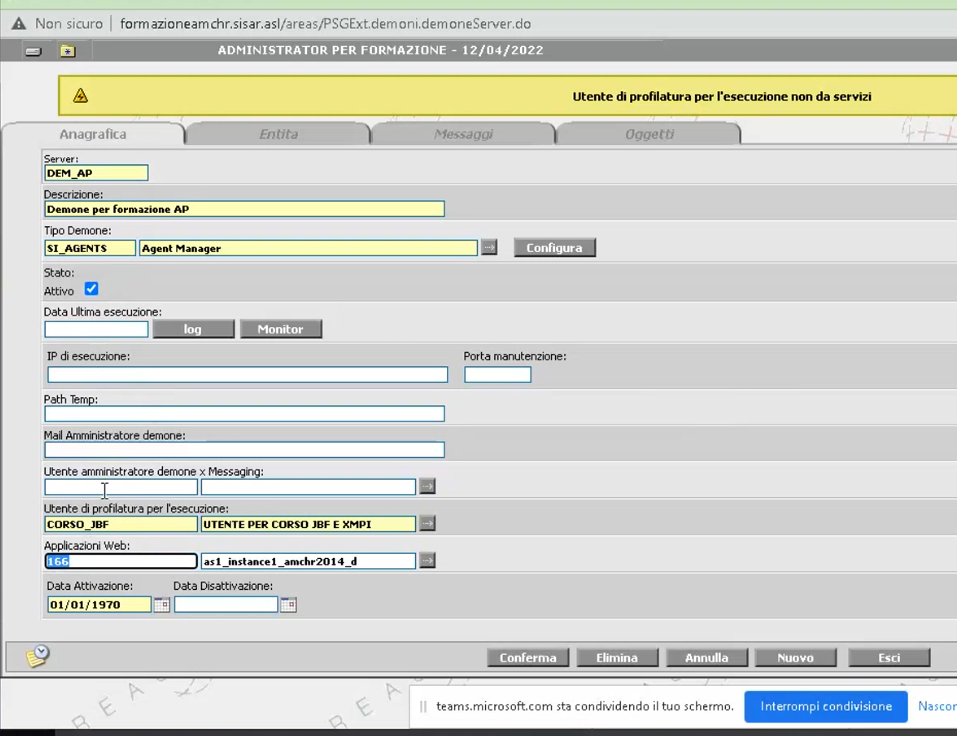 Non sicuro | formazioneamchr.sisar.asl/areas/PSGExt.demoni.demoneServer.do
ADMINISTRATOR PER FORMAZIONE - 12/04/2022
Utente di profilatura per l'esecuzione non da servizi
Anagrafica Entita Messaggi Oggetti
Server:
DEM_AP
Descrizione:
Demone per formazione AP
Tipo Demone:
SI_AGENTS Agent Manager Configura
Stato:
Attivo
Data Ultima esecuzione:
log Monitor
IP di esecuzione: Porta manutenzione:
Path Temp:
Mail Amministratore demone:
Utente amministratore demone x Messaging:
Utente di profilatura per l'esecuzione:
CORSO_JBF UTENTE PER CORSO JBF E XMPI
Applicazioni Web:
166 as1_instance1_amchr2014_d
Data Attivazione: Data Disattivazione:
01/01/1970
Conferma Elimina Annulla Nuovo Esci
B E A
B E A
teams.microsoft.com sta condividendo il tuo schermo. Interrompi condivisione Nascon